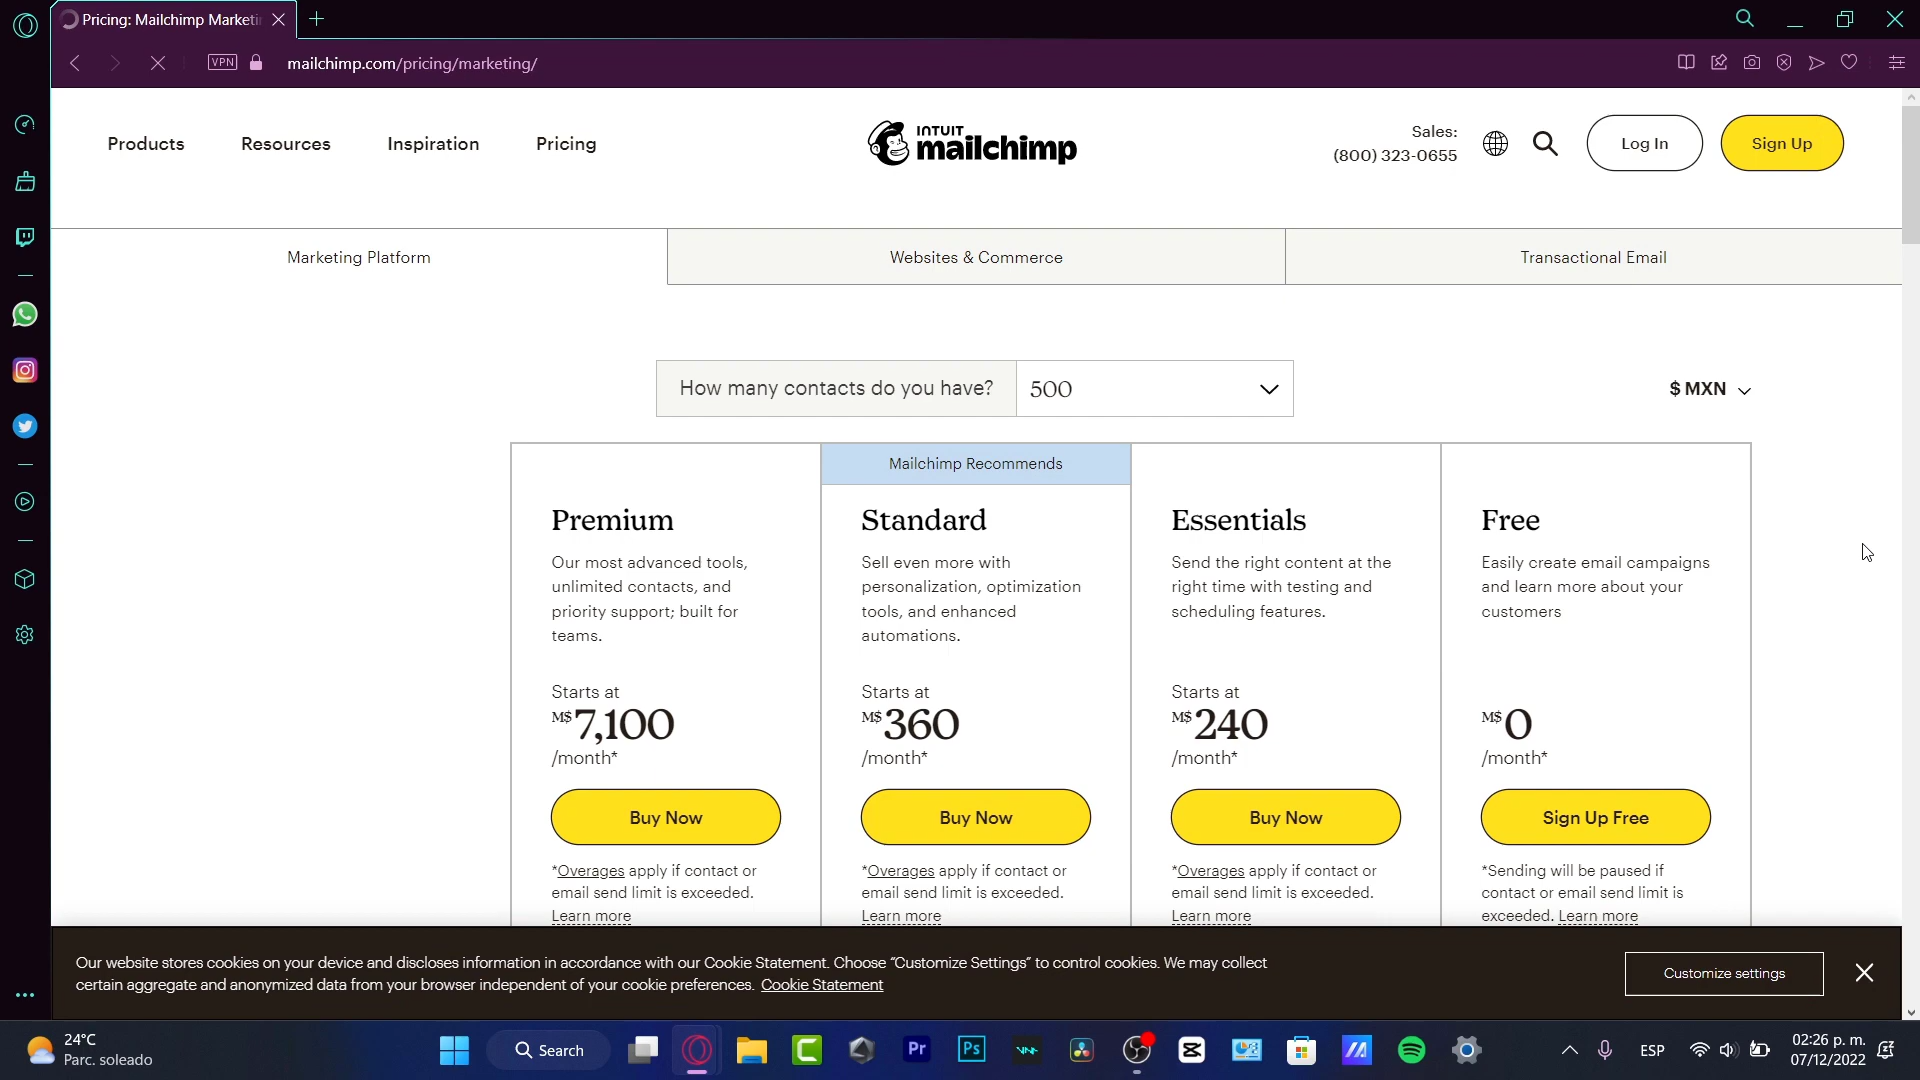 Pricing: Mailchimp Marketi
VPN
mailchimp.com/pricing/marketing/
Products
Resources
Inspiration
Pricing
INTUIT
mailchimp
Sales:
(800) 323-0655
Log In
Sign Up
Marketing Platform
Websites & Commerce
Transactional Email
How many contacts do you have?
500
$ MXN
Mailchimp Recommends
Premium
Our most advanced tools,
unlimited contacts, and
priority support; built for
teams.
Starts at
M$7,100
/month*
Buy Now
*Overages apply if contact or
email send limit is exceeded.
Learn more
Standard
Sell even more with
personalization, optimization
tools, and enhanced
automations.
Starts at
M$360
/month*
Buy Now
*Overages apply if contact or
email send limit is exceeded.
Learn more
Essentials
Send the right content at the
right time with testing and
scheduling features.
Starts at
M$240
/month*
Buy Now
*Overages apply if contact or
email send limit is exceeded.
Learn more
Free
Easily create email campaigns
and learn more about your
customers
M$0
/month*
Sign Up Free
*Sending will be paused if
contact or email send limit is
exceeded. Learn more
Our website stores cookies on your device and discloses information in accordance with our Cookie Statement. Choose “Customize Settings” to control cookies. We may collect
certain aggregate and anonymized data from your browser independent of your cookie preferences. Cookie Statement
Customize settings
24°C
Parc. soleado
Search
Pr
Ps
ESP
02:26 p. m.
07/12/2022